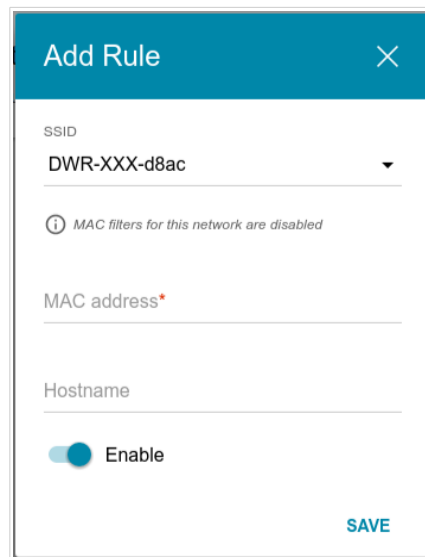 Add Rule
SSID
DWR-XXX-d8ac
MAC filters for this network are disabled
MAC address*
Hostname
Enable
SAVE